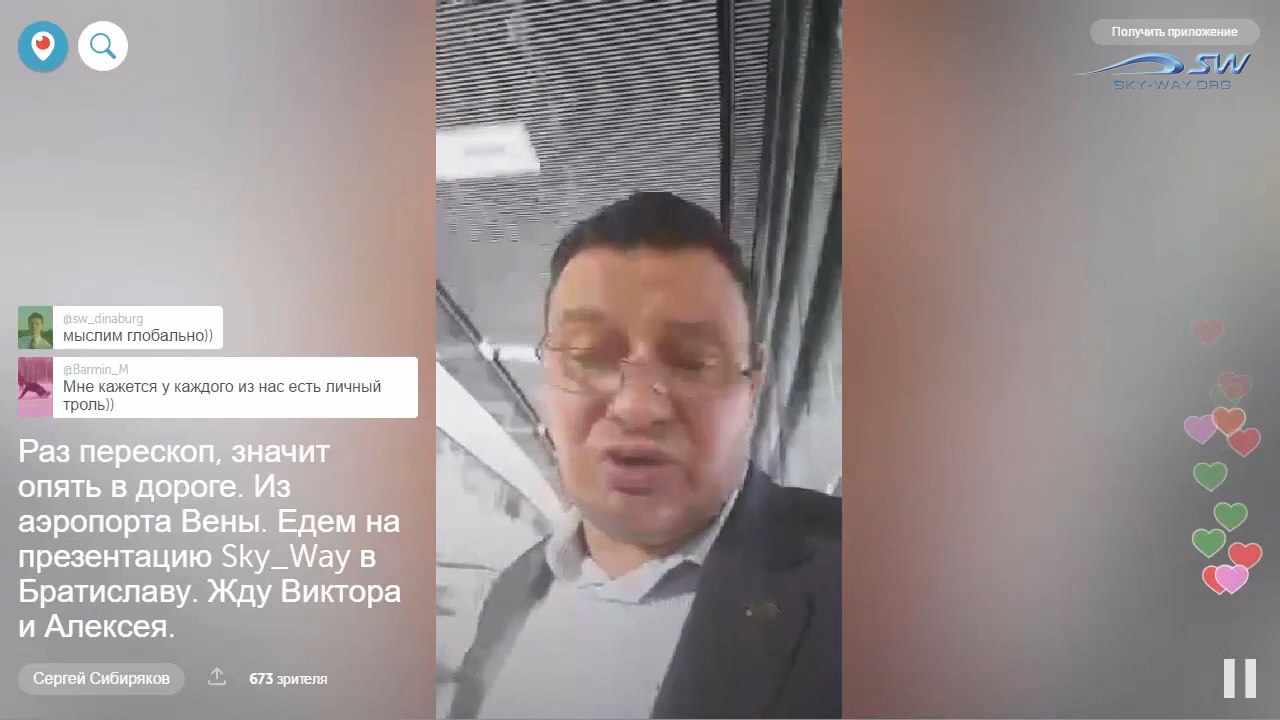 Получить приложение
SW
SKY-WAY.ORG
@sw_dinaburg
мыслим глобально))
@Barmin_M
Мне кажется у каждого из нас есть личный
троль))
Раз перескоп, значит
опять в дороге. Из
аэропорта Вены. Едем на
презентацию Sky_Way в
Братиславу. Жду Виктора
и Алексея.
Сергей Сибиряков
673 зрителя